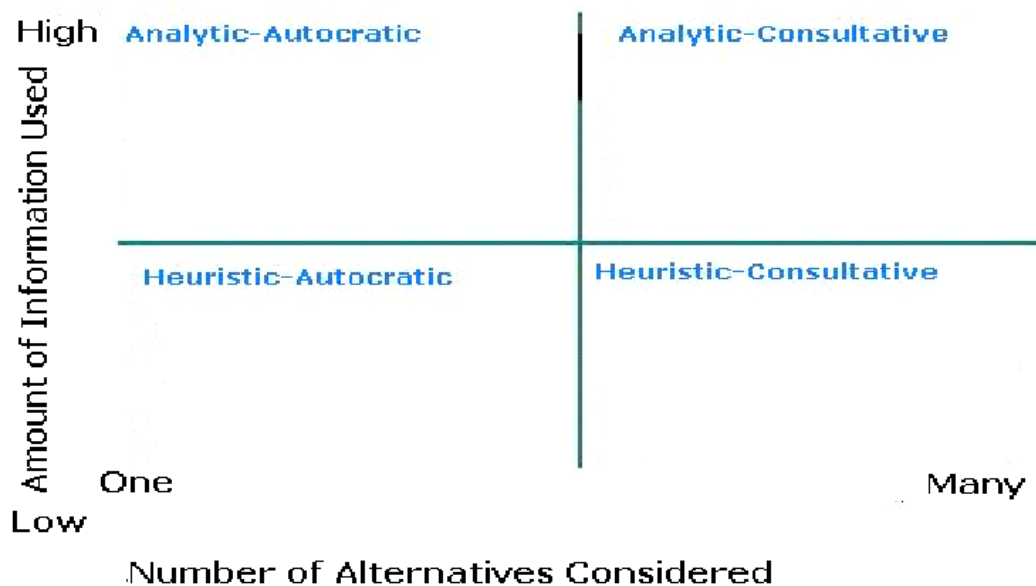 High
Analytic-Autocratic
Analytic-Consultative
Amount of Information Used
Heuristic-Autocratic
Heuristic-Consultative
One
Many
Low
Number of Alternatives Considered